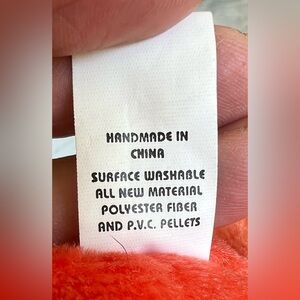 HANDMADE IN
CHINA
SURFACE WASHABLE
ALL NEW MATERIAL
POLYESTER FIBER
AND P.V.C. PELLETS